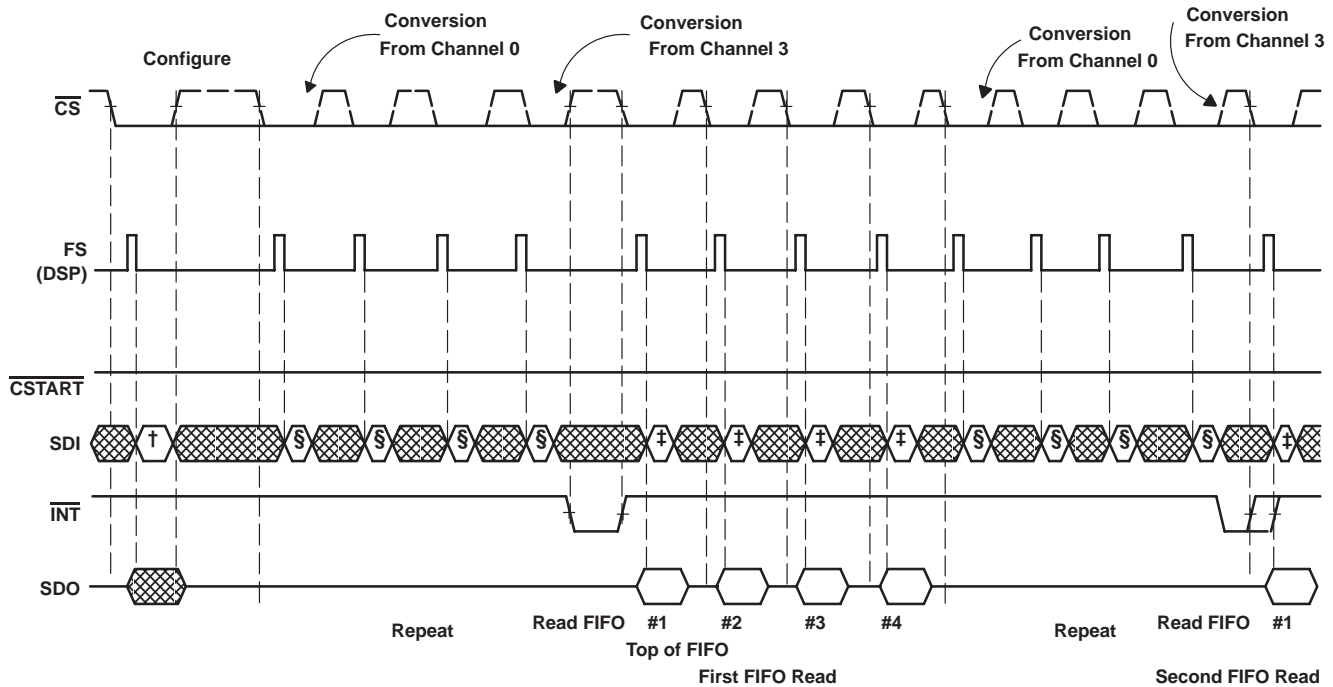 Configure
Conversion
From Channel 0
Conversion
From Channel 3
Conversion
From Channel 0
Conversion
From Channel 3
CS
FS
(DSP)
CSTART
SDI
† § § § § ‡ ‡ ‡ ‡ § § § § ‡
INT
SDO
Repeat
Read FIFO #1 #2 #3 #4
Top of FIFO
First FIFO Read
Repeat
Read FIFO #1
Second FIFO Read